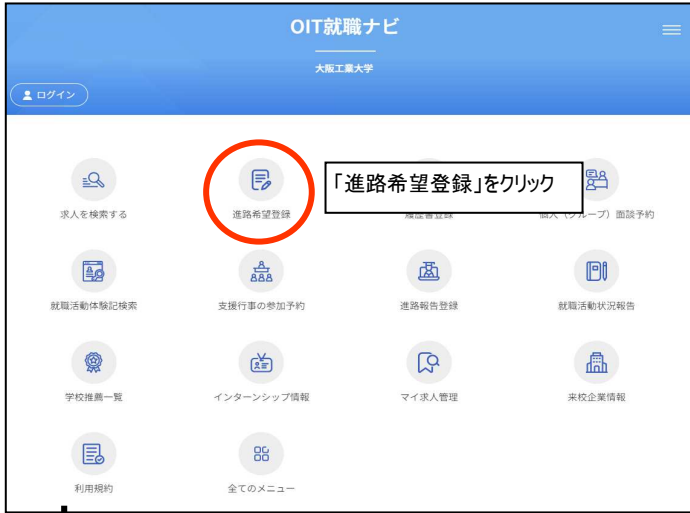 OIT就職ナビ
大阪工業大学
ログイン
「進路希望登録」をクリック
求人を検索する
進路希望登録
履歴書登録
個人（グループ）面談予約
就職活動体験記検索
支援行事の参加予約
進路報告登録
就職活動状況報告
学校推薦一覧
インターンシップ情報
マイ求人管理
来校企業情報
利用規約
全てのメニュー